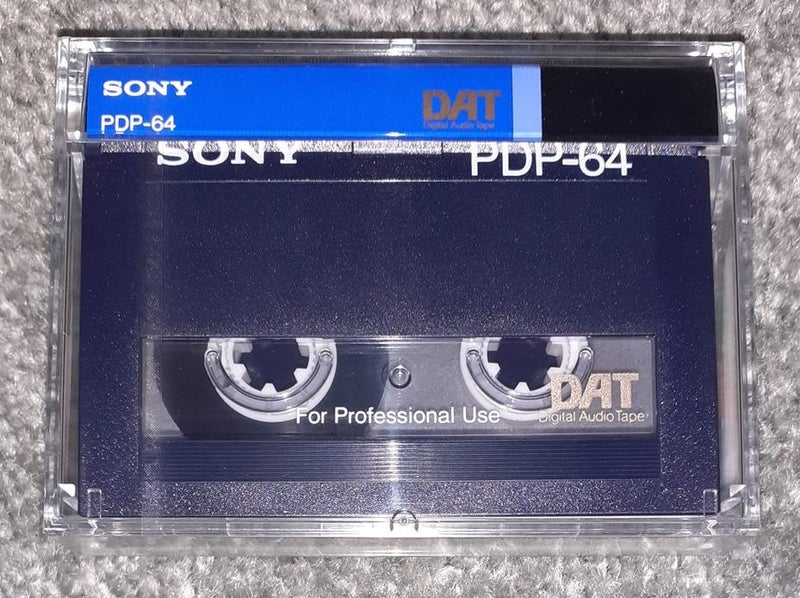 SONY
DAT
Digital Audio Tape
PDP-64
SONY PDP-64
DAT
For Professional Use
Digital Audio Tape